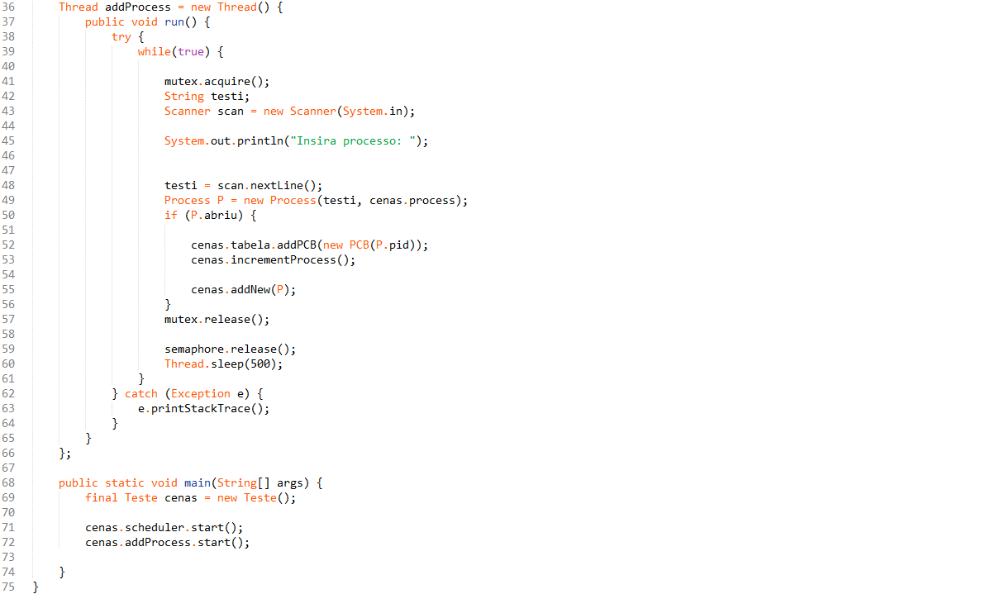 36 Thread addProcess = new Thread() {
37 public void run() {
38 try {
39 while(true) {
40
41 mutex.acquire();
42 String testi;
43 Scanner scan = new Scanner(System.in);
44
45 System.out.println("Insira processo: ");
46
47
48 testi = scan.nextLine();
49 Process P = new Process(testi, cenas.process);
50 if (P.abriu) {
51
52 cenas.tabela.addPCB(new PCB(P.pid));
53 cenas.incrementProcess();
54
55 cenas.addNew(P);
56 }
57 mutex.release();
58
59 semaphore.release();
60 Thread.sleep(500);
61 }
62 } catch (Exception e) {
63 e.printStackTrace();
64 }
65 }
66 };
67
68 public static void main(String[] args) {
69 final Teste cenas = new Teste();
70
71 cenas.scheduler.start();
72 cenas.addProcess.start();
73
74 }
75 }